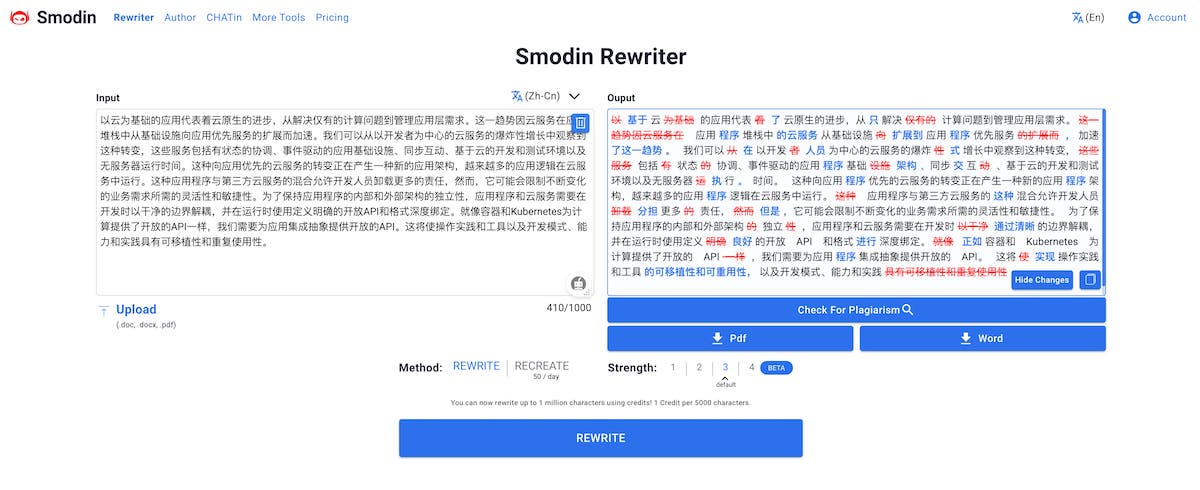 Smodin Rewriter Author CHATin More Tools Pricing (En) Account
Smodin Rewriter
Input (Zh-Cn)
以云为基础的应用代表着云原生的进步，从解决仅有的计算问题到管理应用层需求。这一趋势因云服务在应
堆栈中从基础设施向应用优先服务的扩展而加速。我们可以从以开发者为中心的云服务的爆炸性增长中观察到
这种转变，这些服务包括有状态的协调、事件驱动的应用基础设施、同步互动、基于云的开发和测试环境以及
无服务器运行时间。这种向应用优先的云服务的转变正在产生一种新的应用架构，越来越多的应用逻辑在云服
务中运行。这种应用程序与第三方云服务的混合允许开发人员卸载更多的责任，然而，它可能会限制不断变化
的业务需求所需的灵活性和敏捷性。为了保持应用程序的内部和外部架构的独立性，应用程序和云服务需要在
开发时以干净的边界解耦，并在运行时使用定义明确的开放API和格式深度绑定。就像容器和Kubernetes为计
算提供了开放的API一样，我们需要为应用集成抽象提供开放的API。这将使操作实践和工具以及开发模式、能
力和实践具有可移植性和重复使用性。
Upload
(.doc, .docx, .pdf)
410/1000
Ouput
以 基于 云 为基础 的应用代表 着 了 云原生的进步，从 只 解决 仅有的 计算问题到管理应用层需求。 这一
趋势因云服务在 应用 程序 堆栈中 的云服务 从基础设施 向 扩展到 应用 程序 优先服务 的扩展而 ， 加速
了这一趋势 。 我们可以 从 在 以开发 者 人员 为中心的云服务的爆炸 性 式 增长中观察到这种转变， 这些
服务 包括 有 状态 的 协调、事件驱动的应用 程序 基础 设施 架构 、同步 交 互 动 、基于云的开发和测试
环境以及无服务器 运 执 行 。 时间。 这种向应用 程序 优先的云服务的转变正在产生一种新的应用 程序 架
构，越来越多的应用 程序 逻辑在云服务中运行。 这种 应用程序与第三方云服务的 这种 混合允许开发人员
卸载 分担 更多 的 责任， 然而 但是 ，它可能会限制不断变化的业务需求所需的灵活性和敏捷性。 为了保
持应用程序的内部和外部架构 的 独立 性 ，应用程序和云服务需要在开发时 以干净 通过清晰 的边界解耦，
并在运行时使用定义 明确 良好 的开放 API 和格式 进行 深度绑定。 就像 正如 容器和 Kubernetes 为
计算提供了开放的 API 一样 ，我们需要为应用 程序 集成抽象提供开放的 API。 这将 使 实现 操作实践
和工具 的可移植性和可重用性， 以及开发模式、能力和实践 具有可移植性和重复使用性
Hide Changes
Check For Plagiarism
Pdf Word
Method: REWRITE RECREATE 50 / day Strength: 1 2 3 4 BETA
default
You can now rewrite up to 1 million characters using credits! 1 Credit per 5000 characters.
REWRITE